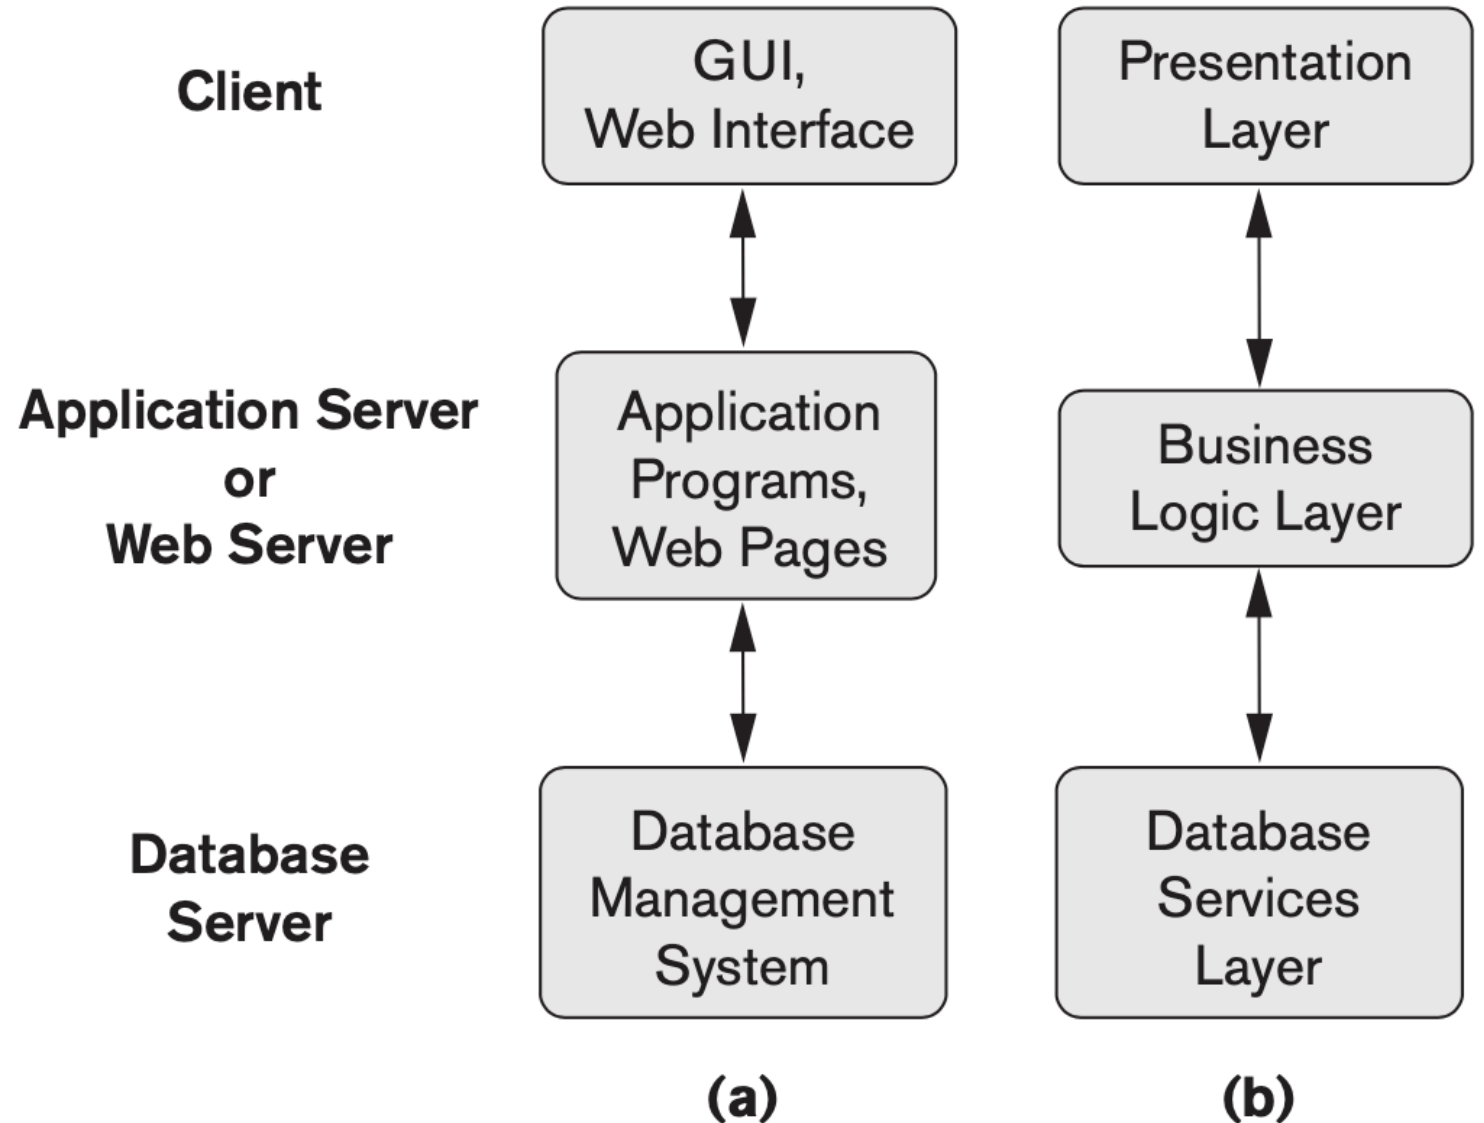 Client
GUI,
Web Interface
Presentation
Layer
Application Server
or
Web Server
Application
Programs,
Web Pages
Business
Logic Layer
Database
Server
Database
Management
System
Database
Services
Layer
(a)
(b)